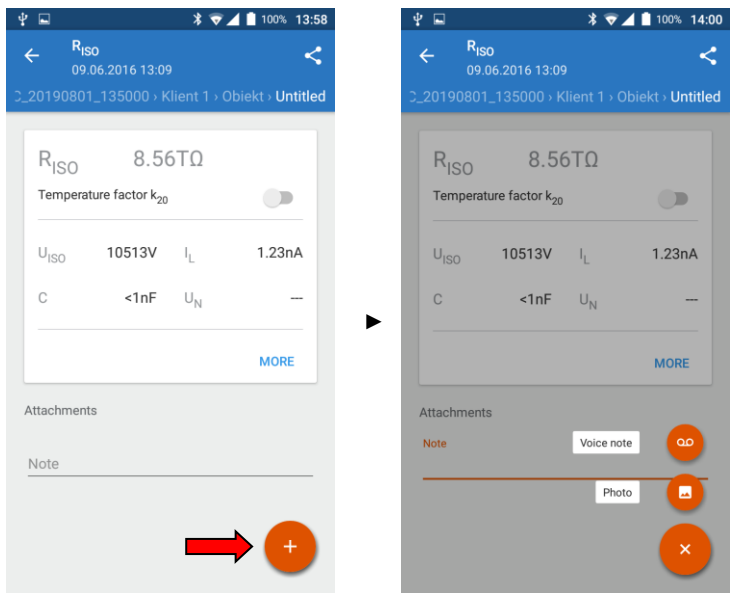 100% 13:58
RISO
09.06.2016 13:09
C_20190801_135000 › Klient 1 › Obiekt › Untitled
RISO 8.56TΩ
Temperature factor k20
UISO 10513V IL 1.23nA
C <1nF UN ---
MORE
Attachments
Note
+
►
100% 14:00
RISO
09.06.2016 13:09
C_20190801_135000 › Klient 1 › Obiekt › Untitled
RISO 8.56TΩ
Temperature factor k20
UISO 10513V IL 1.23nA
C <1nF UN ---
MORE
Attachments
Note Voice note
Photo
×